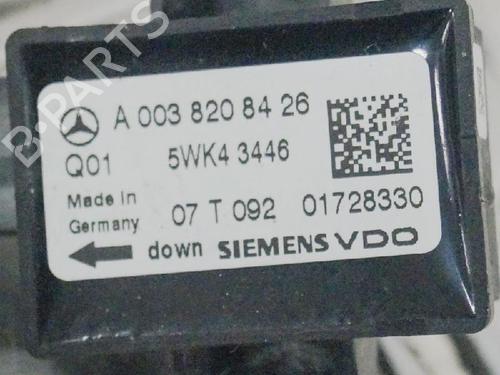 A 003 820 84 26
Q01 5WK4 3446
Made in
Germany
07 T 092 01728330
down SIEMENS VDO
B-PARTS